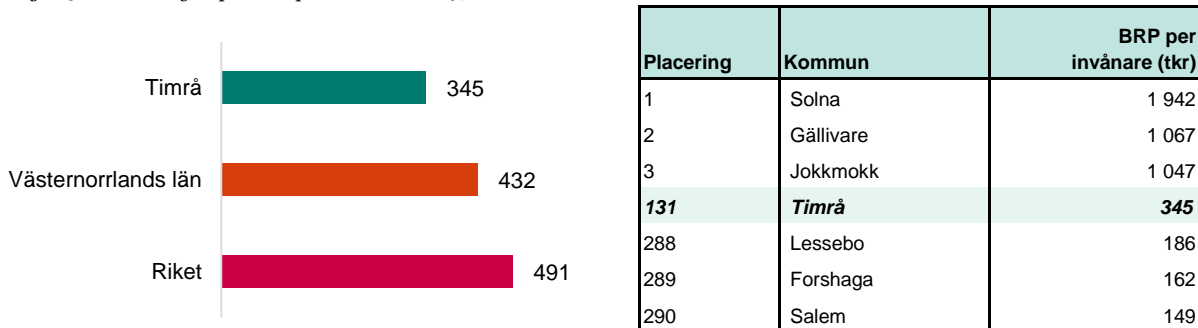 Timrå 345
Västernorrlands län 432
Riket 491
Placering Kommun BRP per invånare (tkr)
1 Solna 1 942
2 Gällivare 1 067
3 Jokkmokk 1 047
131 Timrå 345
288 Lessebo 186
289 Forshaga 162
290 Salem 149